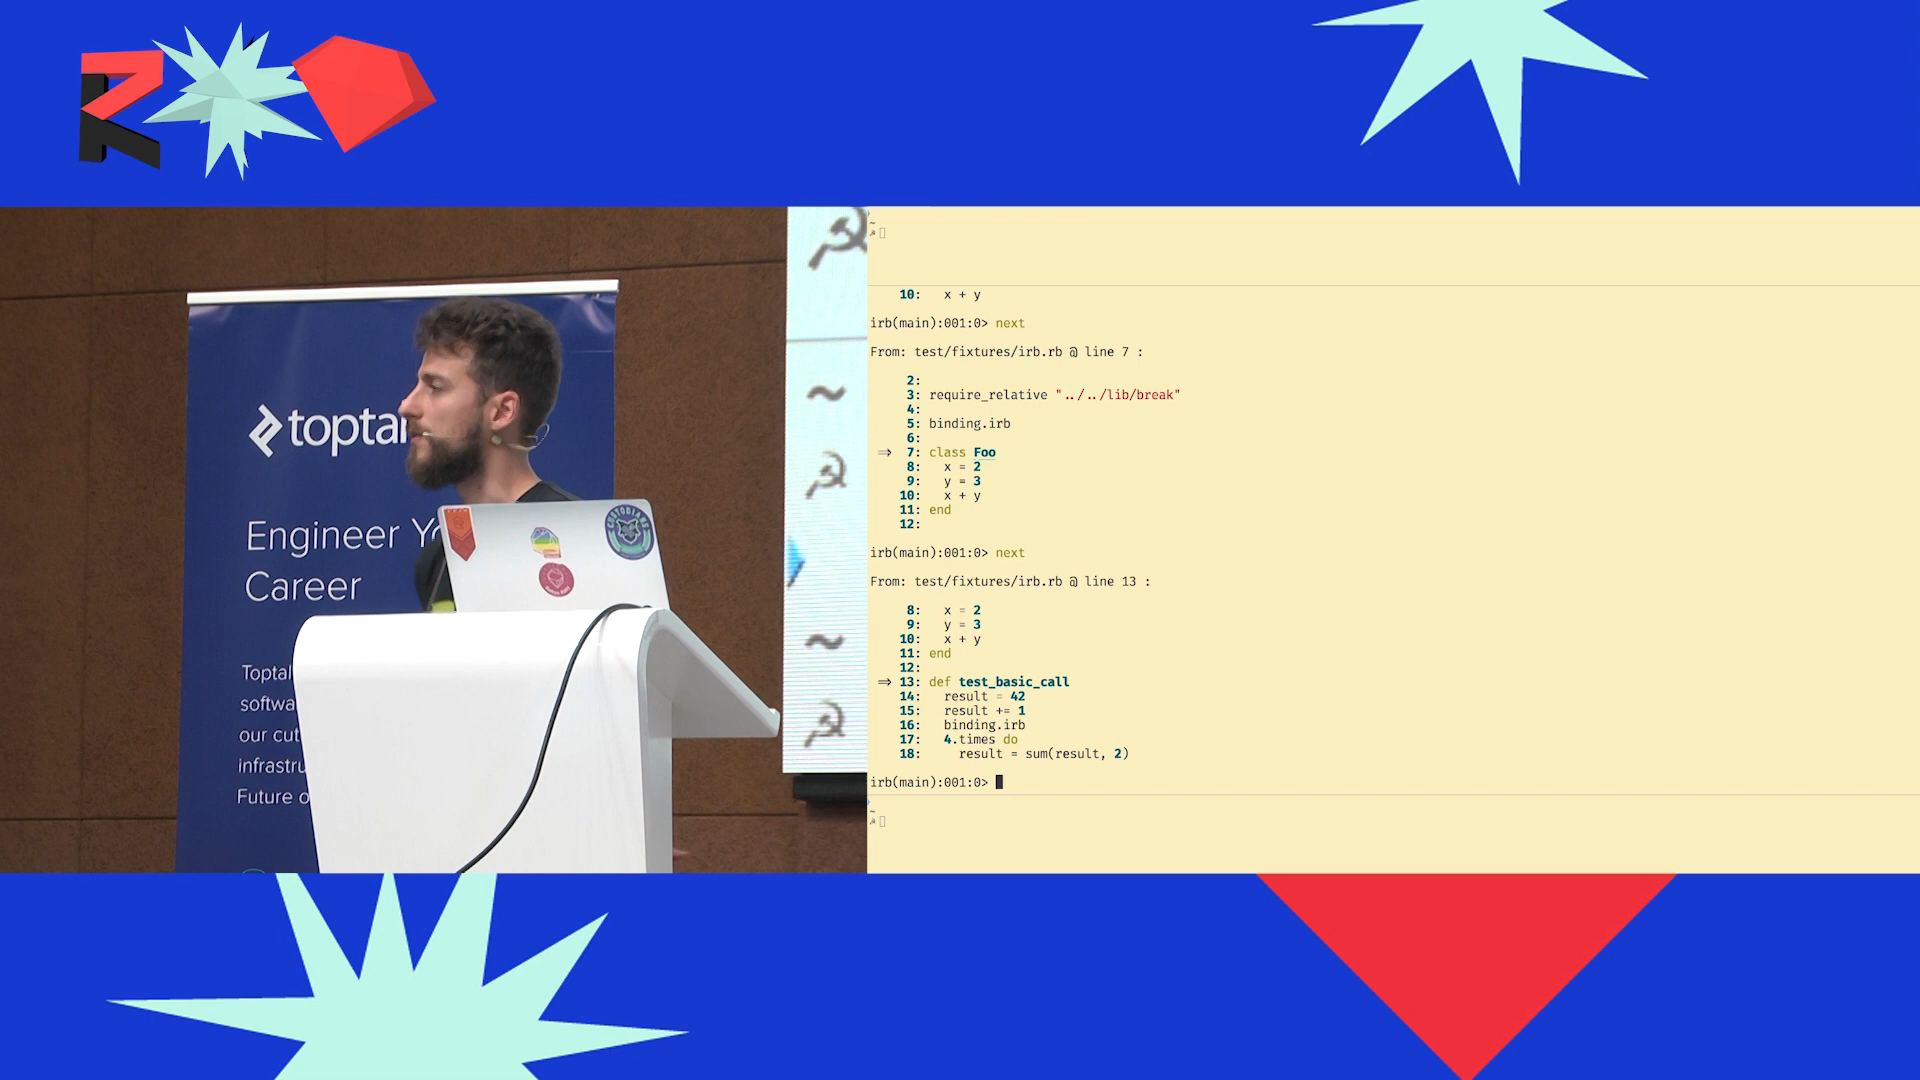 toptal
Engineer Yo
Career
Toptal
softwa
our cut
infrastru
Future o
CUSTODIANS
~
☭
~
☭
~
☭ 
10: x + y
irb(main):001:0> next
From: test/fixtures/irb.rb @ line 7 :
2:
3: require_relative "../../lib/break"
4:
5: binding.irb
6:
⇒ 7: class Foo
8: x = 2
9: y = 3
10: x + y
11: end
12:
irb(main):001:0> next
From: test/fixtures/irb.rb @ line 13 :
8: x = 2
9: y = 3
10: x + y
11: end
12:
⇒ 13: def test_basic_call
14: result = 42
15: result += 1
16: binding.irb
17: 4.times do
18: result = sum(result, 2)
irb(main):001:0>
~
☭